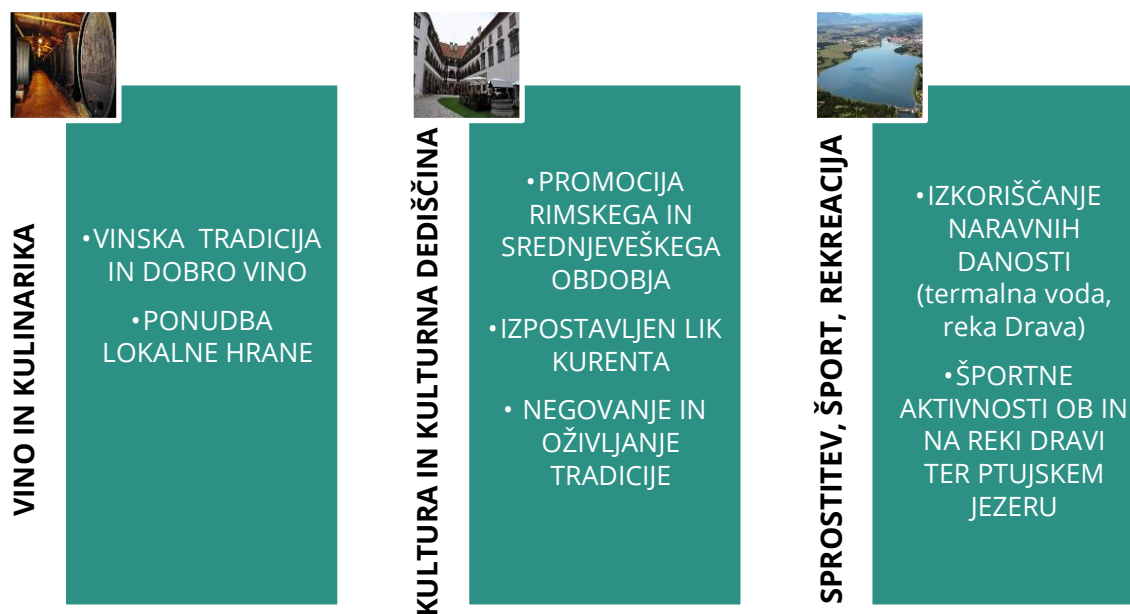 VINO IN KULINARIKA
•VINSKA TRADICIJA
IN DOBRO VINO
•PONUDBA
LOKALNE HRANE
KULTURA IN KULTURNA DEDIŠČINA
•PROMOCIJA
RIMSKEGA IN
SREDNJEVEŠKEGA
OBDOBJA
•IZPOSTAVLJEN LIK
KURENTA
• NEGOVANJE IN
OŽIVLJANJE
TRADICIJE
SPROSTITEV, ŠPORT, REKREACIJA
•IZKORIŠČANJE
NARAVNIH
DANOSTI
(termalna voda,
reka Drava)
•ŠPORTNE
AKTIVNOSTI OB IN
NA REKI DRAVI
TER PTUJSKEM
JEZERU